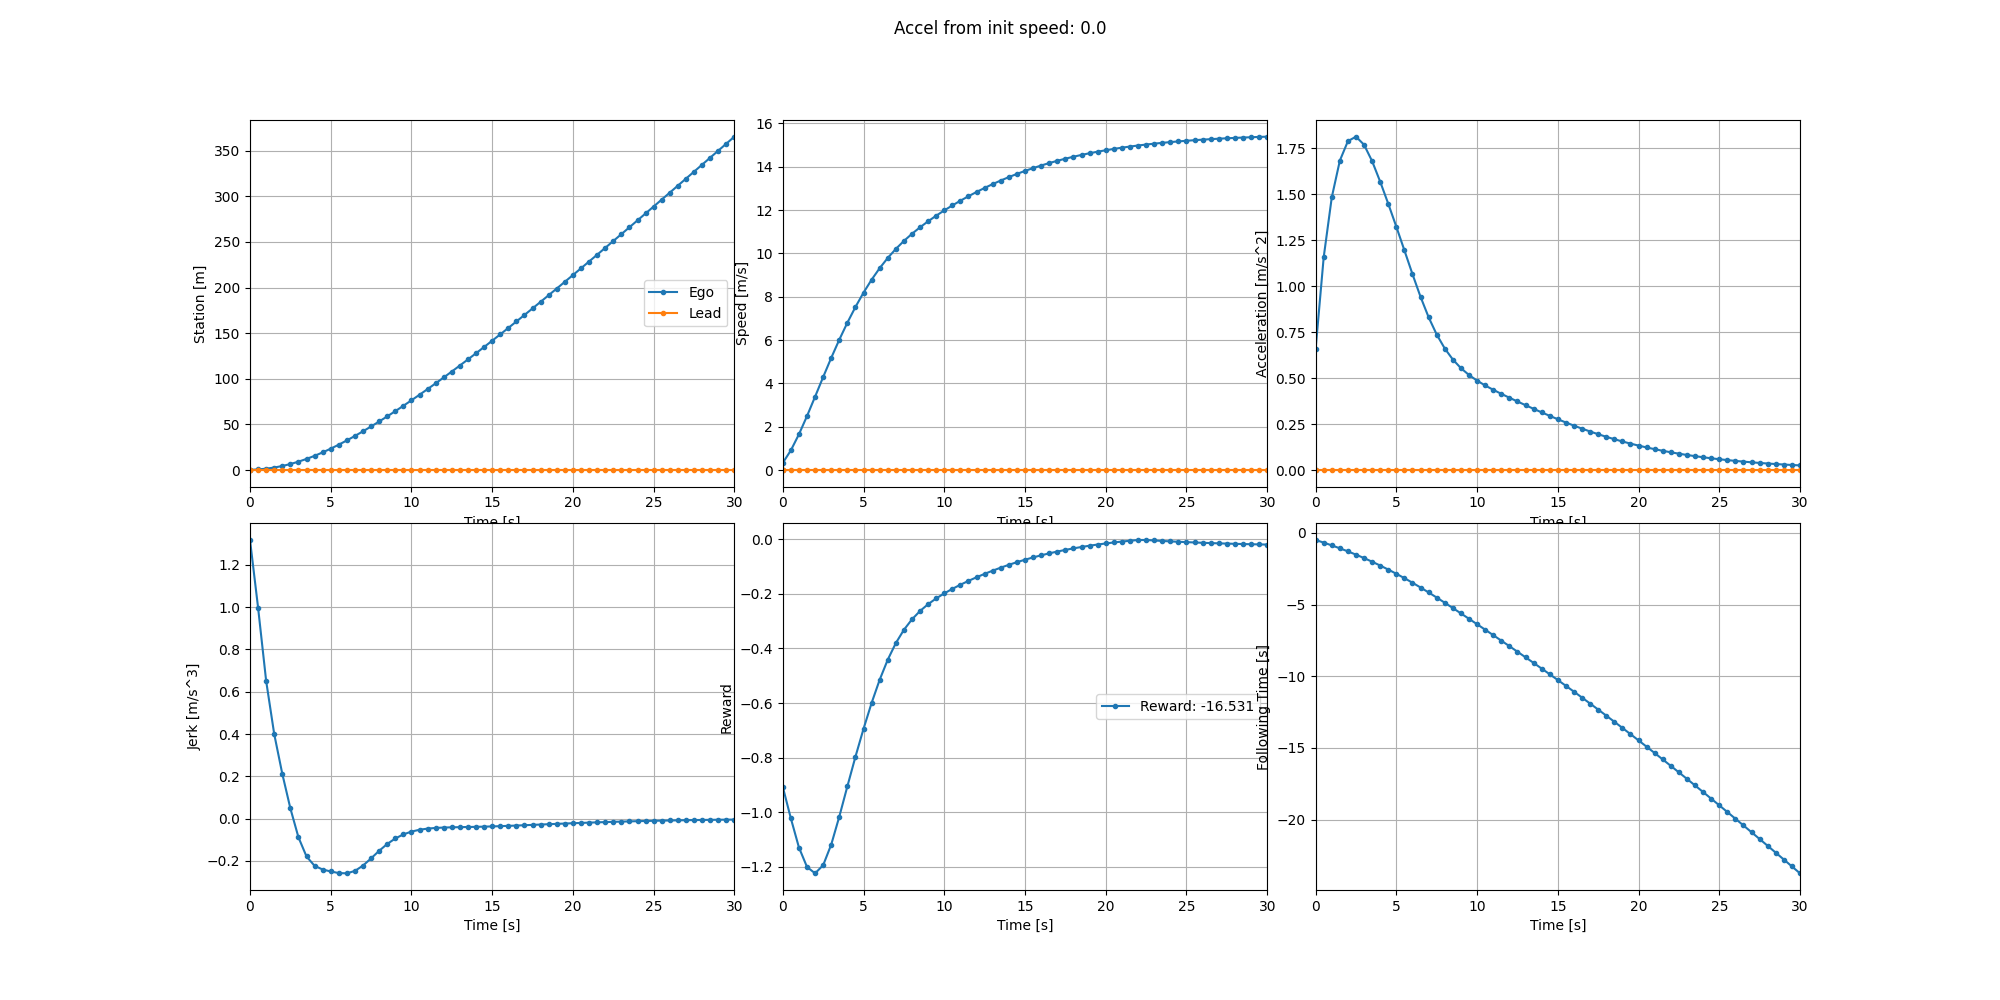 Accel from init speed: 0.0
Station [m]
350
300
250
200
150
100
50
0
0 5 10 15 20 25 30
Time [s]
Ego
Lead
Speed [m/s]
16
14
12
10
8
6
4
2
0
0 5 10 15 20 25 30
Time [s]
Acceleration [m/s^2]
1.75
1.50
1.25
1.00
0.75
0.50
0.25
0.00
0 5 10 15 20 25 30
Time [s]
Jerk [m/s^3]
1.2
1.0
0.8
0.6
0.4
0.2
0.0
−0.2
0 5 10 15 20 25 30
Time [s]
Reward
0.0
−0.2
−0.4
−0.6
−0.8
−1.0
−1.2
0 5 10 15 20 25 30
Time [s]
Reward: -16.531
Following Time [s]
0
−5
−10
−15
−20
0 5 10 15 20 25 30
Time [s]